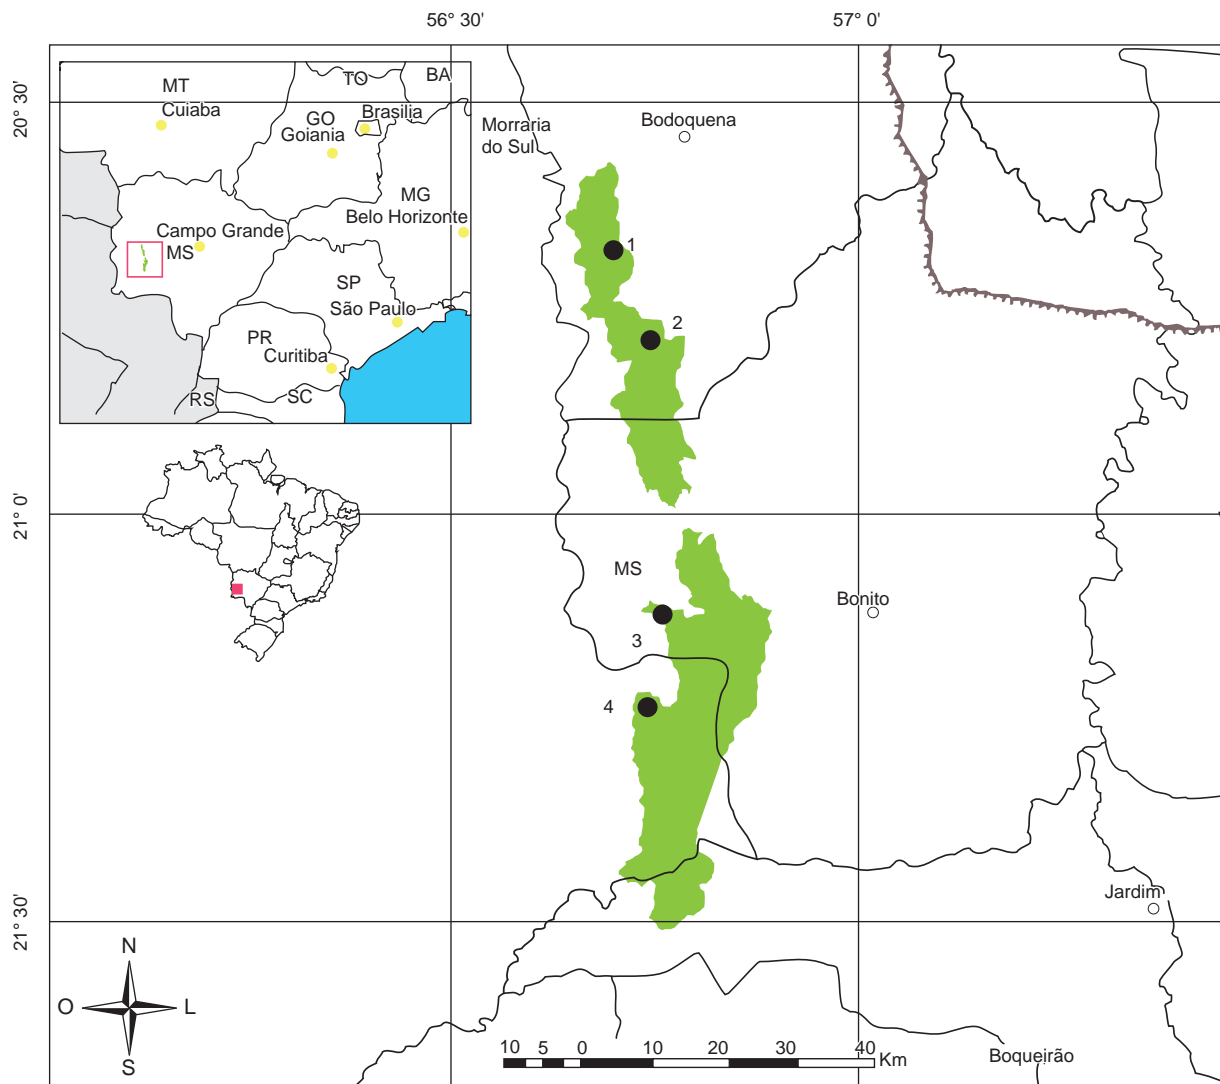 56° 30'
57° 0'
20° 30'
21° 0'
21° 30'
MT
Cuiaba
TO
BA
GO
Goiania
Brasilia
MG
Belo Horizonte
Campo Grande
MS
SP
São Paulo
PR
Curitiba
RS
SC
Morraria
do Sul
Bodoquena
1
2
MS
3
4
Bonito
Jardim
Boqueirão
N
O
L
S
10 5 0 10 20 30 40
Km